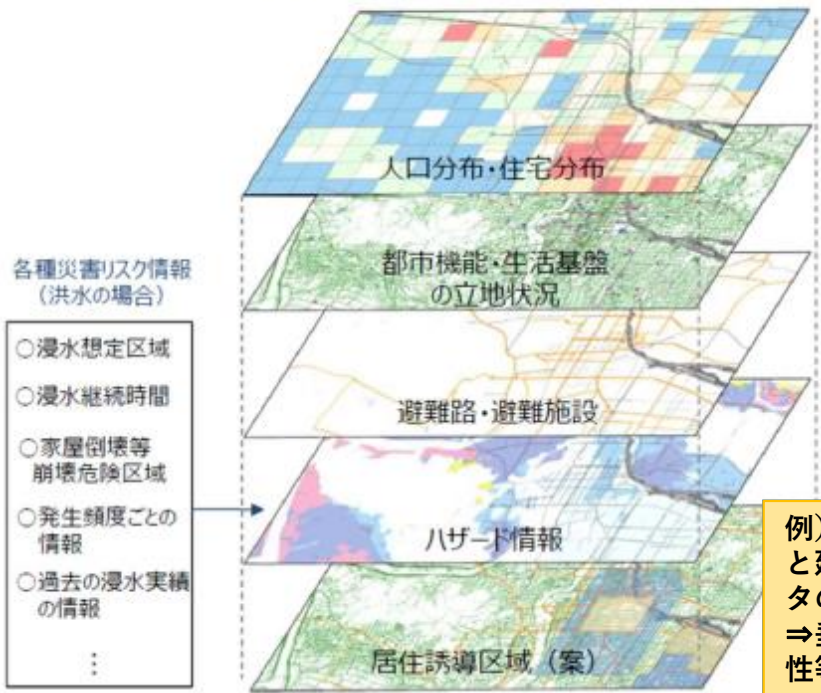 人口分布・住宅分布
都市機能・生活基盤
の立地状況
避難路・避難施設
ハザード情報
居住誘導区域（案）
各種災害リスク情報
（洪水の場合）
○浸水想定区域
○浸水継続時間
○家屋倒壊等
崩壊危険区域
○発生頻度ごとの
情報
○過去の浸水実績
の情報
⋮
例）
と
タの
⇒
性等